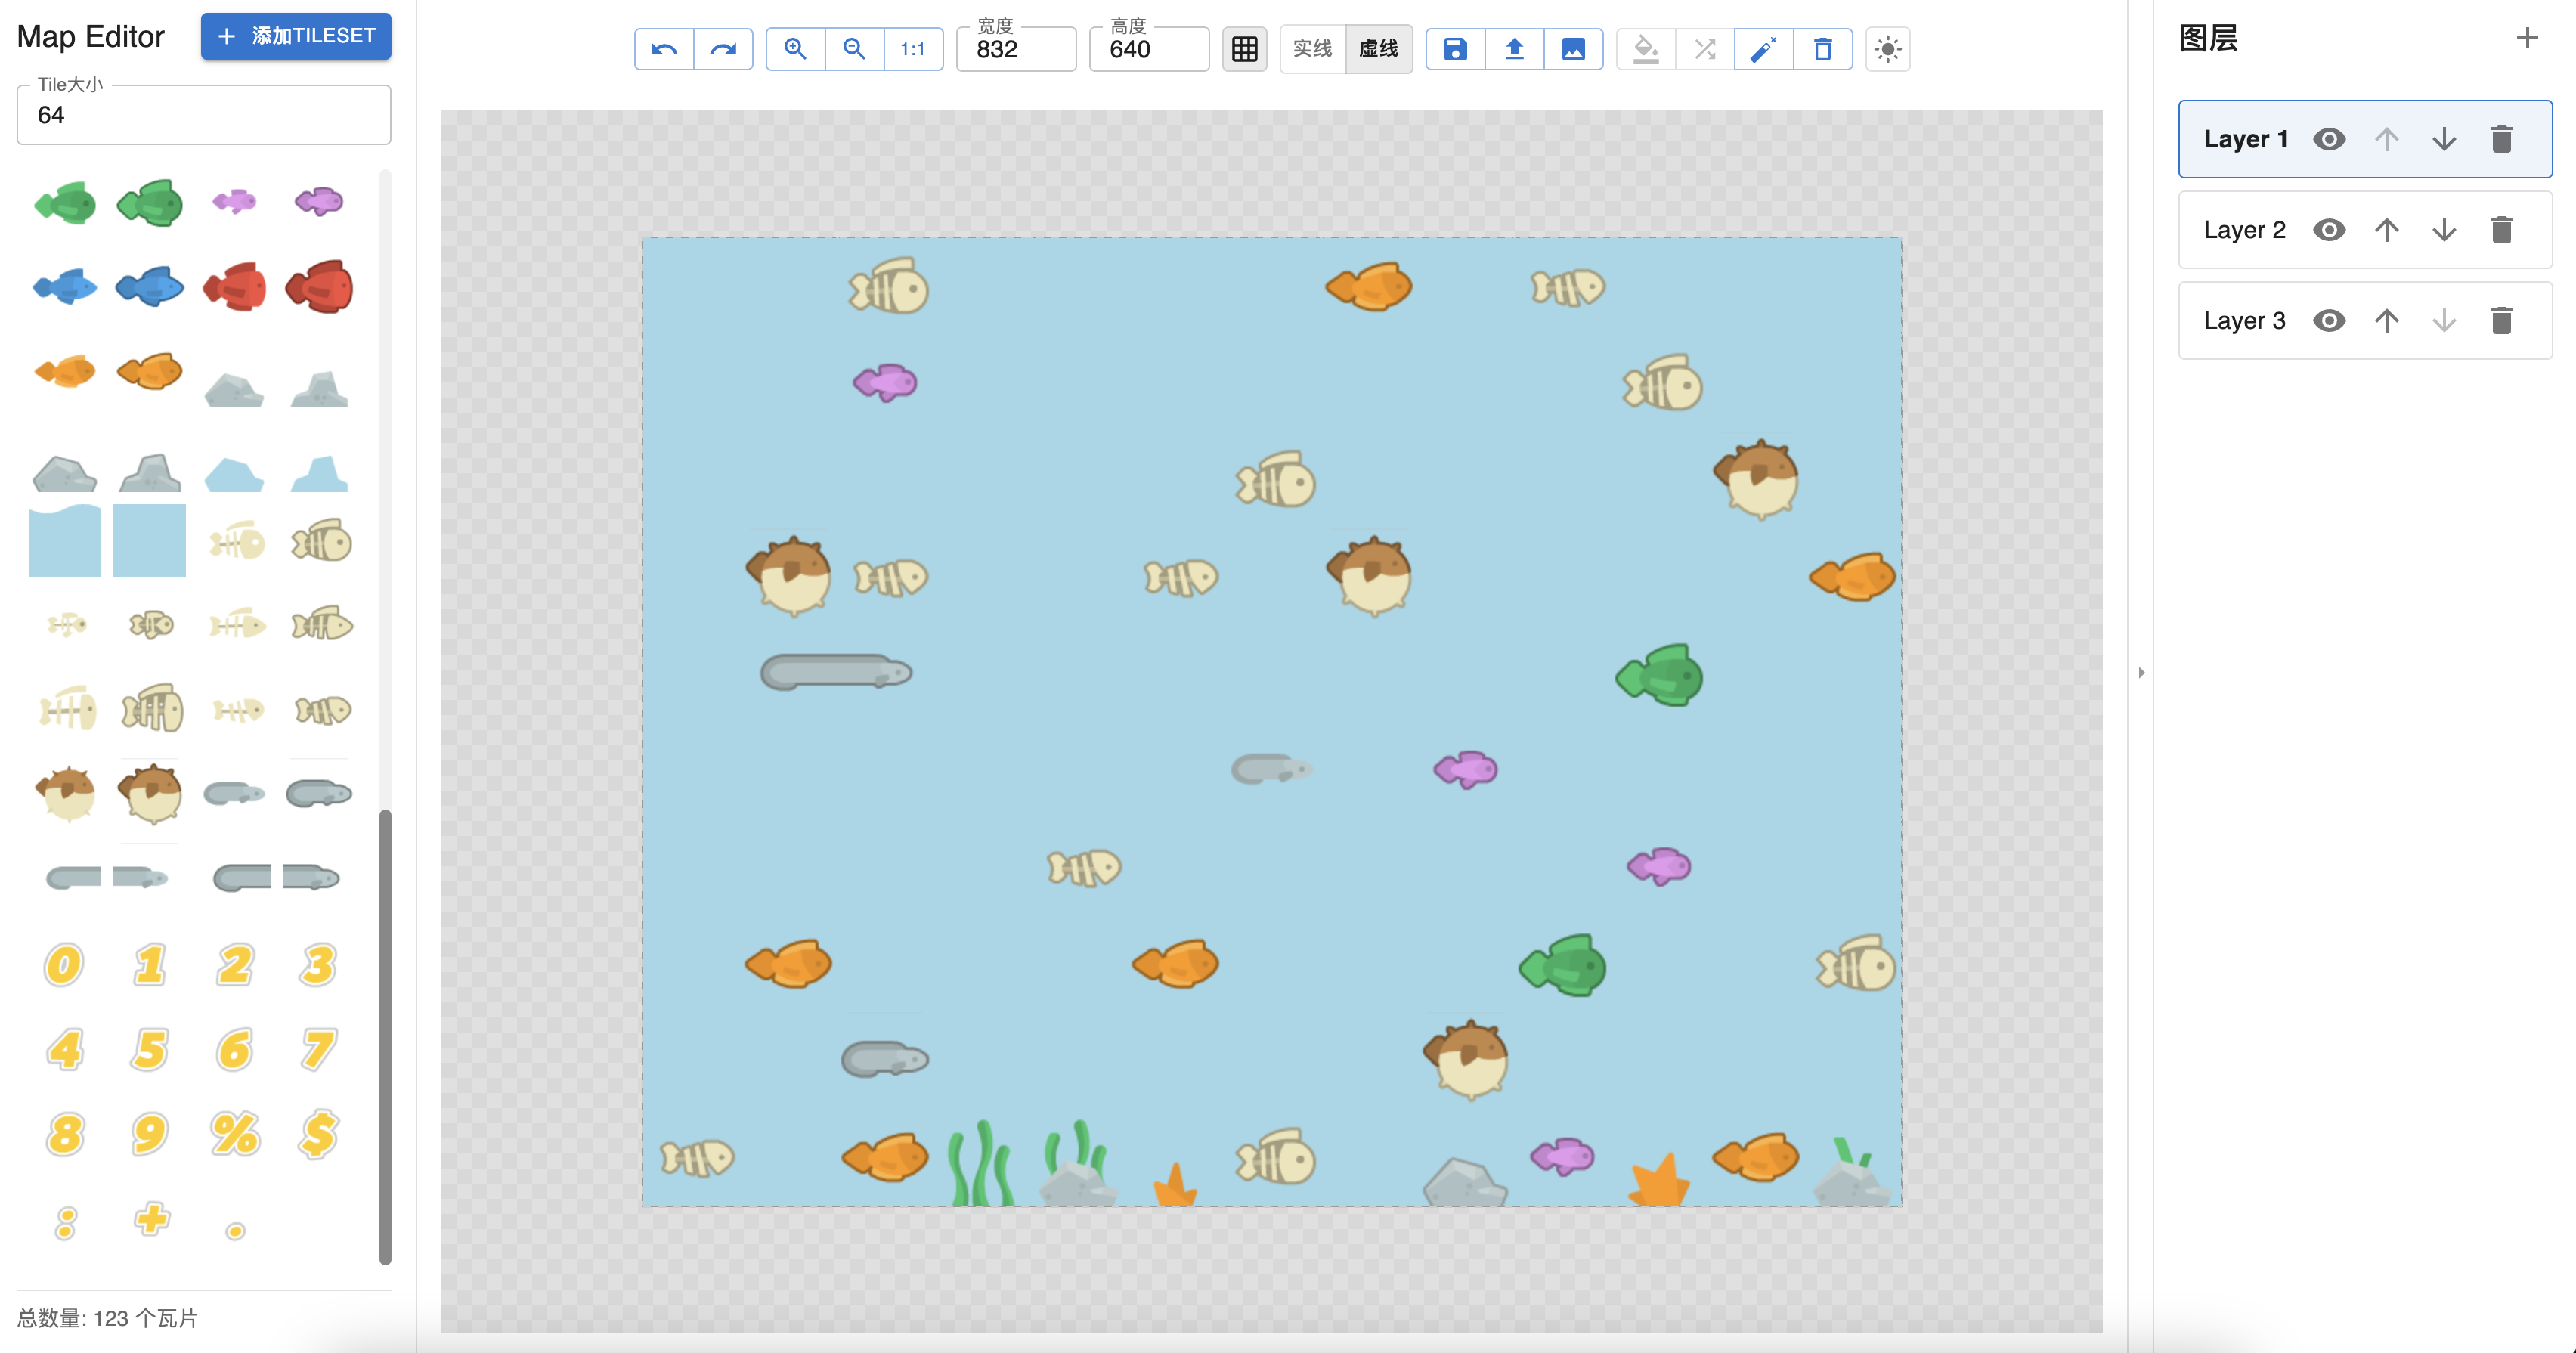 Map Editor
添加TILESET
Tile大小
64
0 1 2 3
4 5 6 7
8 9 % $
: + .
总数量: 123 个瓦片
1:1
宽度
832
高度
640
实线
虚线
图层
Layer 1
Layer 2
Layer 3